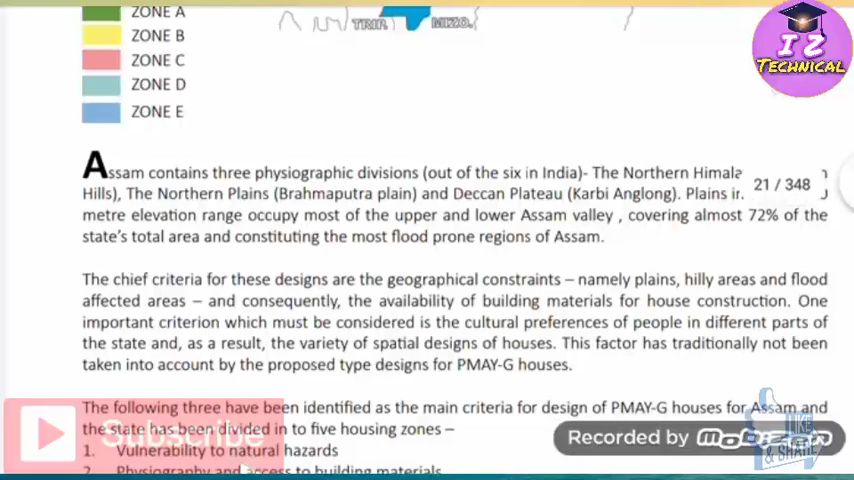 ZONE A
ZONE B
ZONE C
ZONE D
ZONE E
TRIP.
MIZO.
I Z
TECHNICAL
Assam contains three physiographic divisions (out of the six in India)- The Northern Himala
Hills), The Northern Plains (Brahmaputra plain) and Deccan Plateau (Karbi Anglong). Plains in
21 / 348
metre elevation range occupy most of the upper and lower Assam valley , covering almost 72% of the
state's total area and constituting the most flood prone regions of Assam.
The chief criteria for these designs are the geographical constraints – namely plains, hilly areas and flood
affected areas – and consequently, the availability of building materials for house construction. One
important criterion which must be considered is the cultural preferences of people in different parts of
the state and, as a result, the variety of spatial designs of houses. This factor has traditionally not been
taken into account by the proposed type designs for PMAY-G houses.
The following three have been identified as the main criteria for design of PMAY-G houses for Assam and
the state has been divided in to five housing zones –
1. Vulnerability to natural hazards
2. Physiography and access to building materials
Subscribe
Recorded by
LIKE
& SHARE